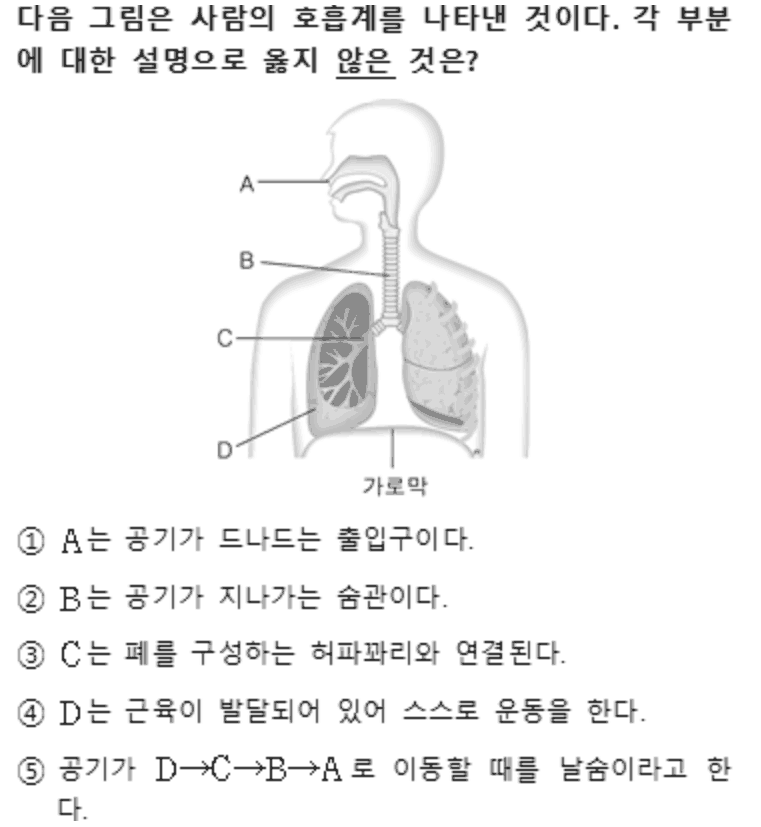 다음 그림은 사람의 호흡계를 나타낸 것이다. 각 부분
에 대한 설명으로 옳지 않은 것은?
A
B
C
D
가로막
① A는 공기가 드나드는 출입구이다.
② B는 공기가 지나가는 숨관이다.
③ C는 폐를 구성하는 허파꽈리와 연결된다.
④ D는 근육이 발달되어 있어 스스로 운동을 한다.
⑤ 공기가 D→C→B→A로 이동할 때를 날숨이라고 한
다.